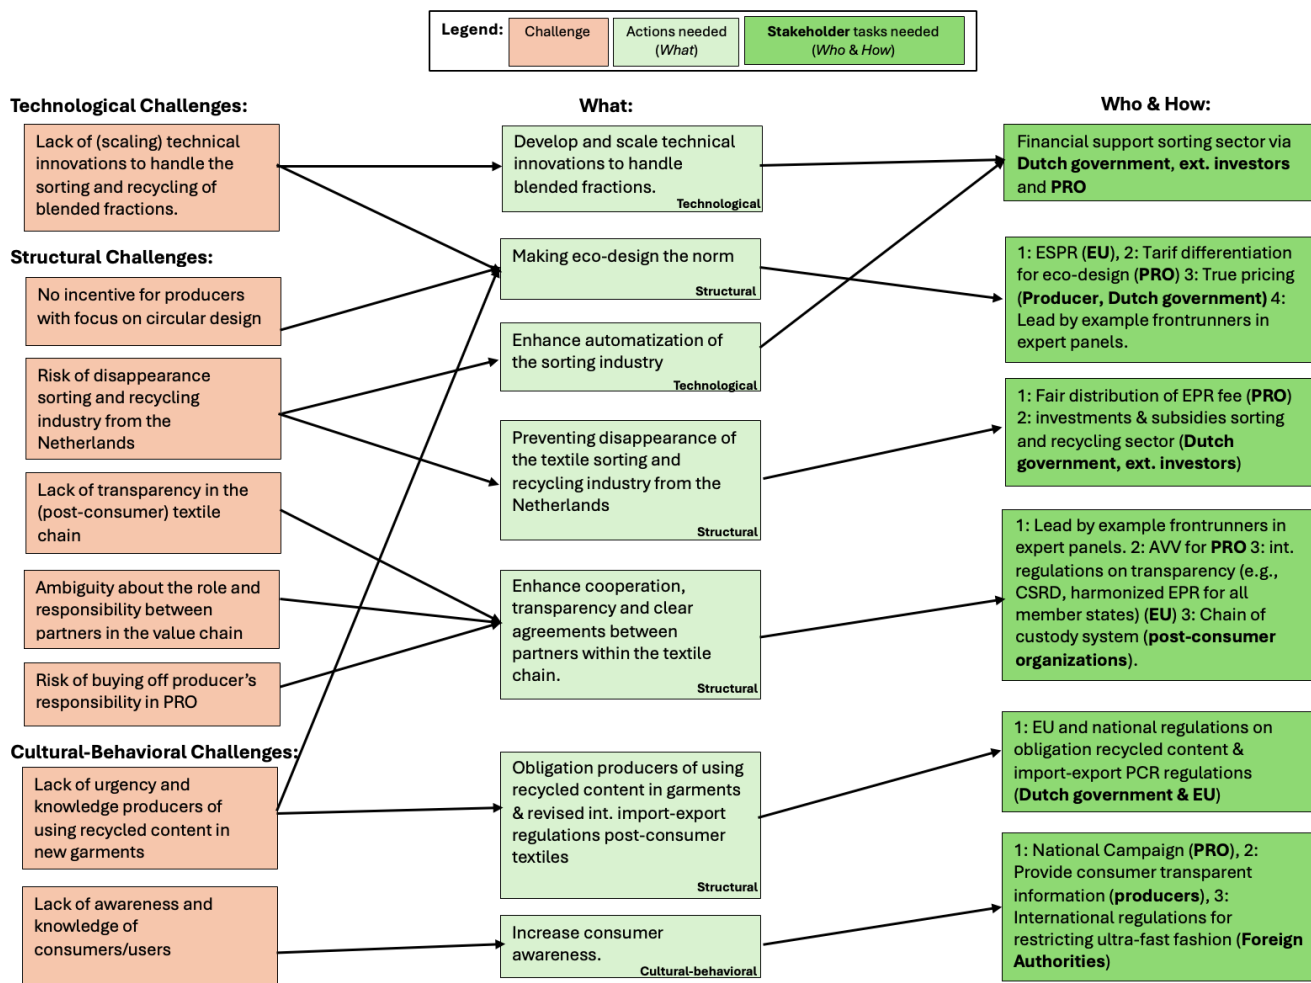 Legend:
Challenge
Actions needed
(What)
Stakeholder tasks needed
(Who & How)
Technological Challenges:
What:
Who & How:
Lack of (scaling) technical
innovations to handle the
sorting and recycling of
blended fractions.
Structural Challenges:
No incentive for producers
with focus on circular design
Risk of disappearance
sorting and recycling
industry from the
Netherlands
Lack of transparency in the
(post-consumer) textile
chain
Ambiguity about the role and
responsibility between
partners in the value chain
Risk of buying off producer's
responsibility in PRO
Cultural-Behavioral Challenges:
Lack of urgency and
knowledge producers of
using recycled content in
new garments
Lack of awareness and
knowledge of
consumers/users
Develop and scale technical
innovations to handle
blended fractions.
Technological
Making eco-design the norm
Structural
Enhance automatization of
the sorting industry
Technological
Preventing disappearance of
the textile sorting and
recycling industry from the
Netherlands
Structural
Enhance cooperation,
transparency and clear
agreements between
partners within the textile
chain.
Structural
Obligation producers of using
recycled content in garments
& revised int. import-export
regulations post-consumer
textiles
Structural
Increase consumer
awareness.
Cultural-behavioral
Financial support sorting sector via
Dutch government, ext. investors
and PRO
1: ESPR (EU), 2: Tarif differentiation
for eco-design (PRO) 3: True pricing
(Producer, Dutch government) 4:
Lead by example frontrunners in
expert panels.
1: Fair distribution of EPR fee (PRO)
2: investments & subsidies sorting
and recycling sector (Dutch
government, ext. investors)
1: Lead by example frontrunners in
expert panels. 2: AVV for PRO 3: int.
regulations on transparency (e.g.,
CSRD, harmonized EPR for all
member states) (EU) 3: Chain of
custody system (post-consumer
organizations).
1: EU and national regulations on
obligation recycled content &
import-export PCR regulations
(Dutch government & EU)
1: National Campaign (PRO), 2:
Provide consumer transparent
information (producers), 3:
International regulations for
restricting ultra-fast fashion (Foreign
Authorities)